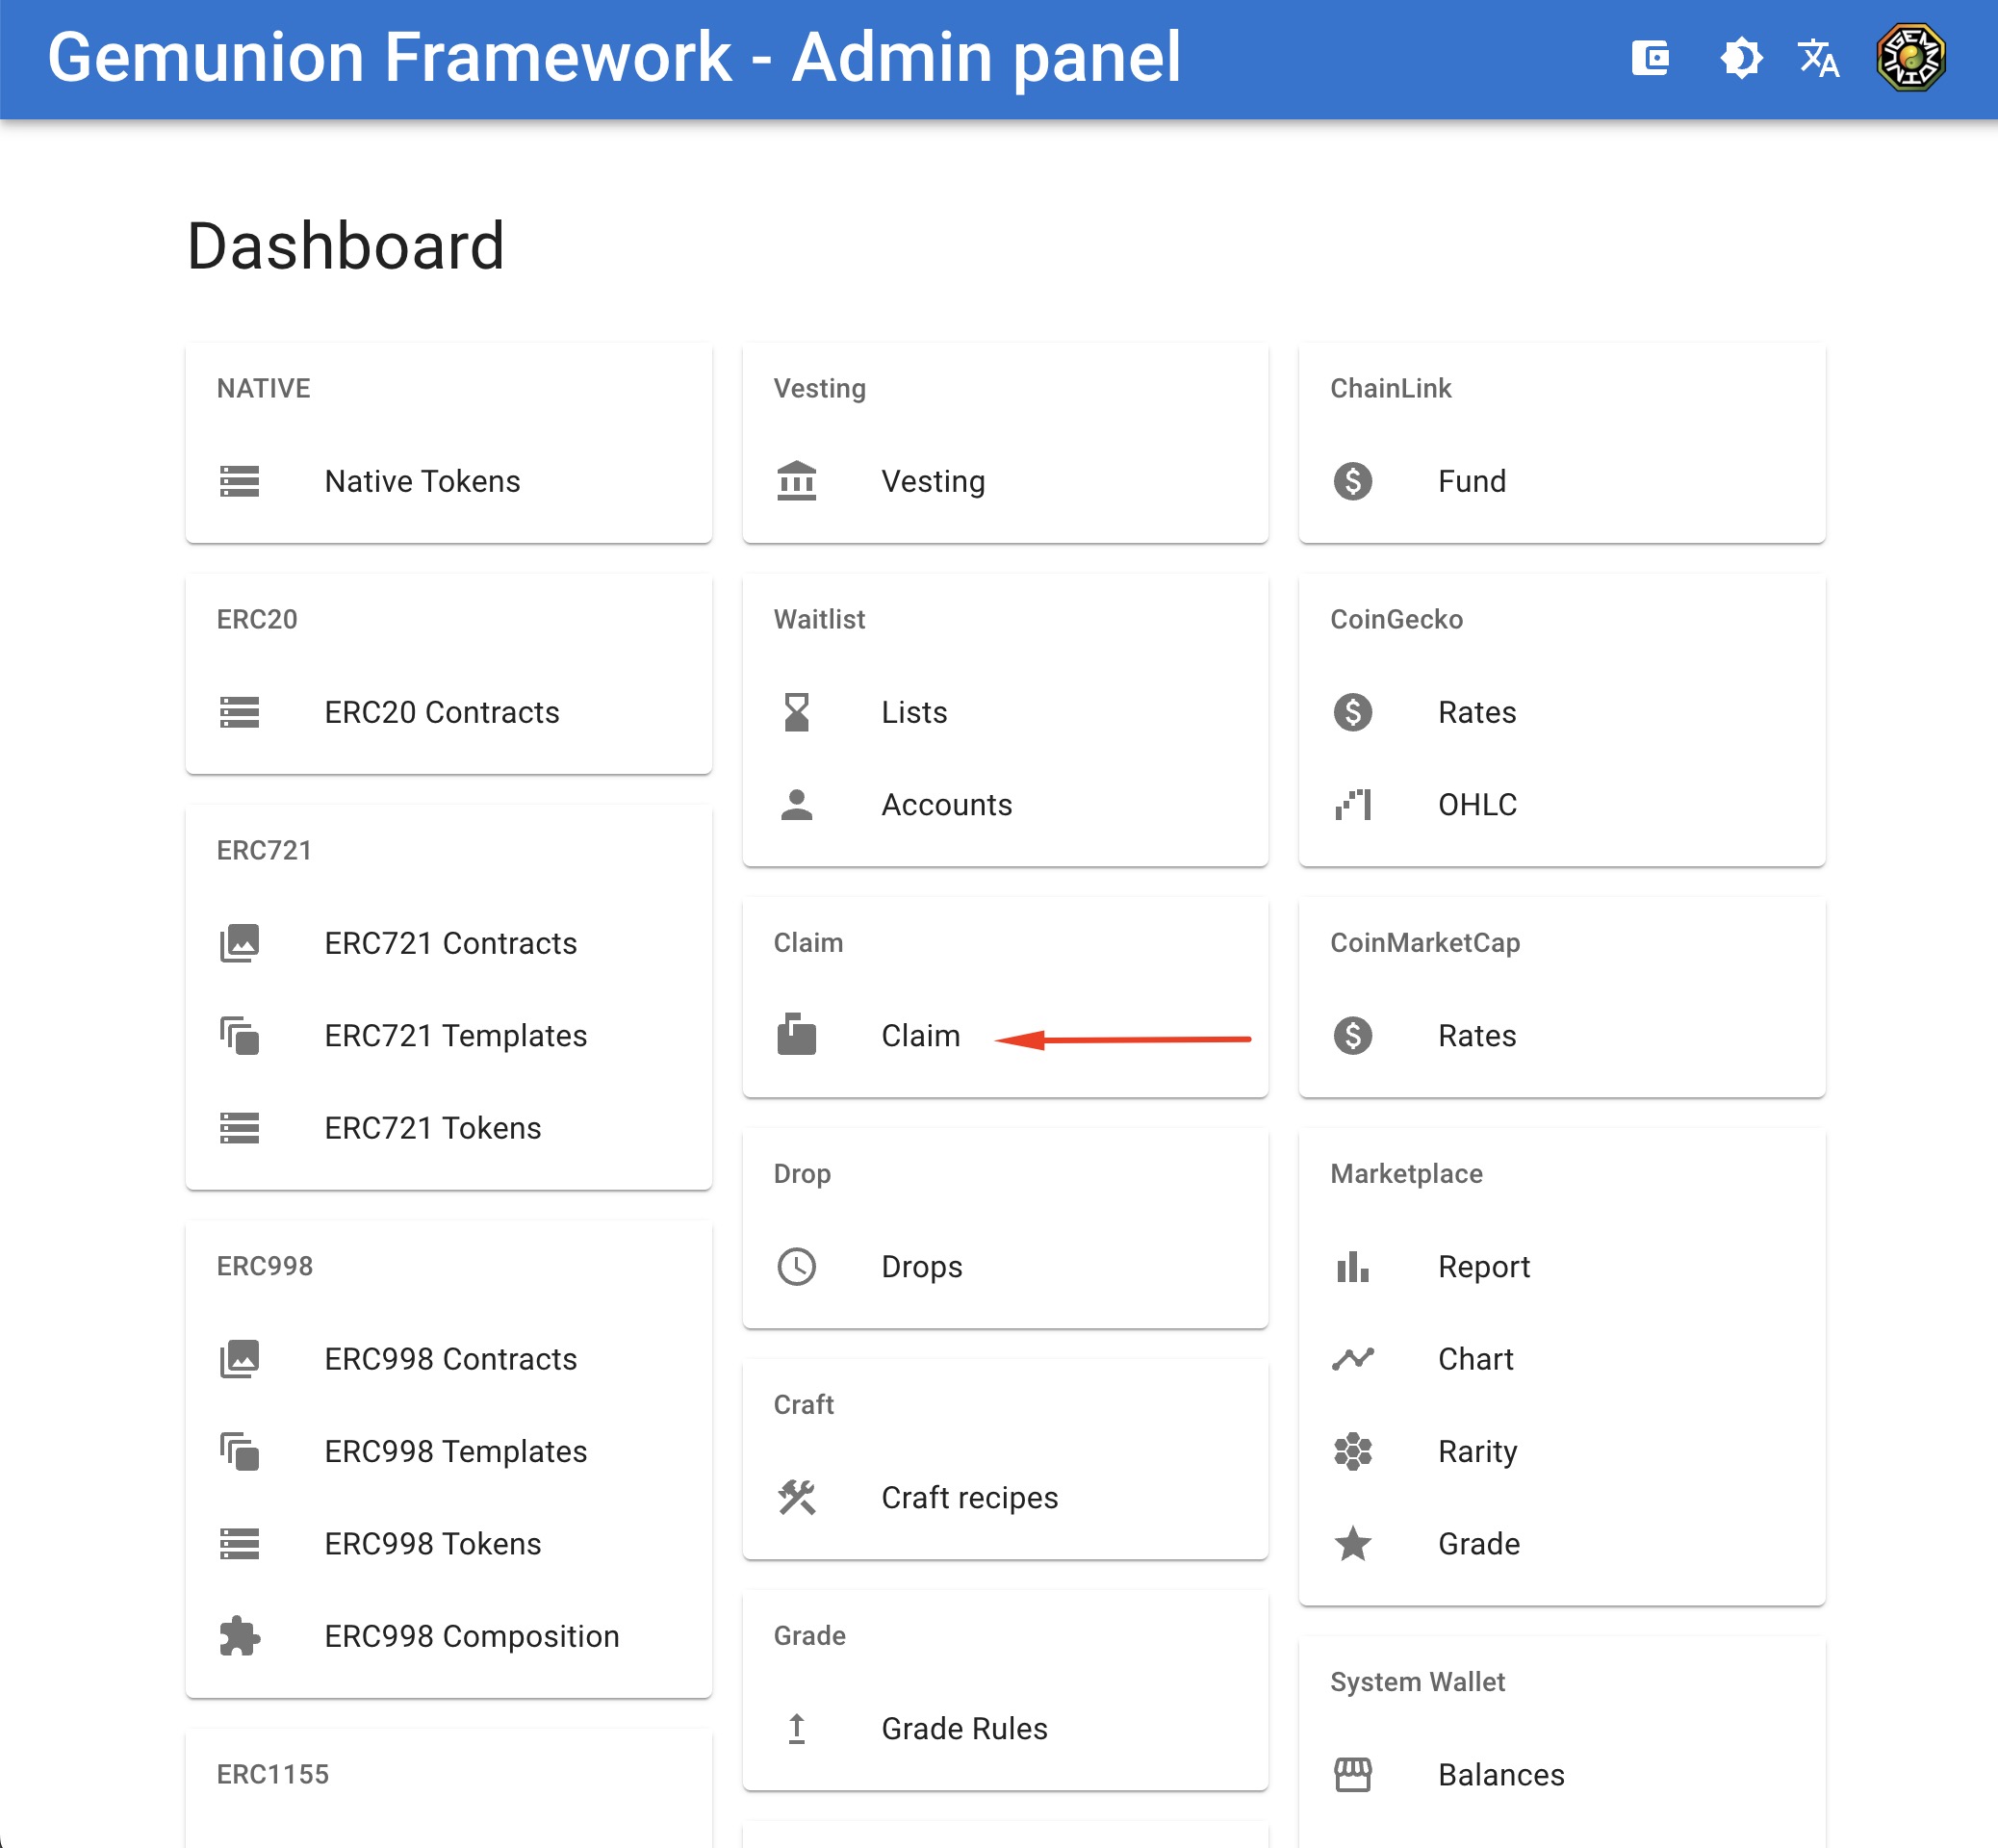 Gemunion Framework - Admin panel
GEMUNION
Dashboard
NATIVE
Native Tokens
ERC20
ERC20 Contracts
ERC721
ERC721 Contracts
ERC721 Templates
ERC721 Tokens
ERC998
ERC998 Contracts
ERC998 Templates
ERC998 Tokens
ERC998 Composition
ERC1155
Vesting
Vesting
Waitlist
Lists
Accounts
Claim
Claim
Drop
Drops
Craft
Craft recipes
Grade
Grade Rules
ChainLink
Fund
CoinGecko
Rates
OHLC
CoinMarketCap
Rates
Marketplace
Report
Chart
Rarity
Grade
System Wallet
Balances